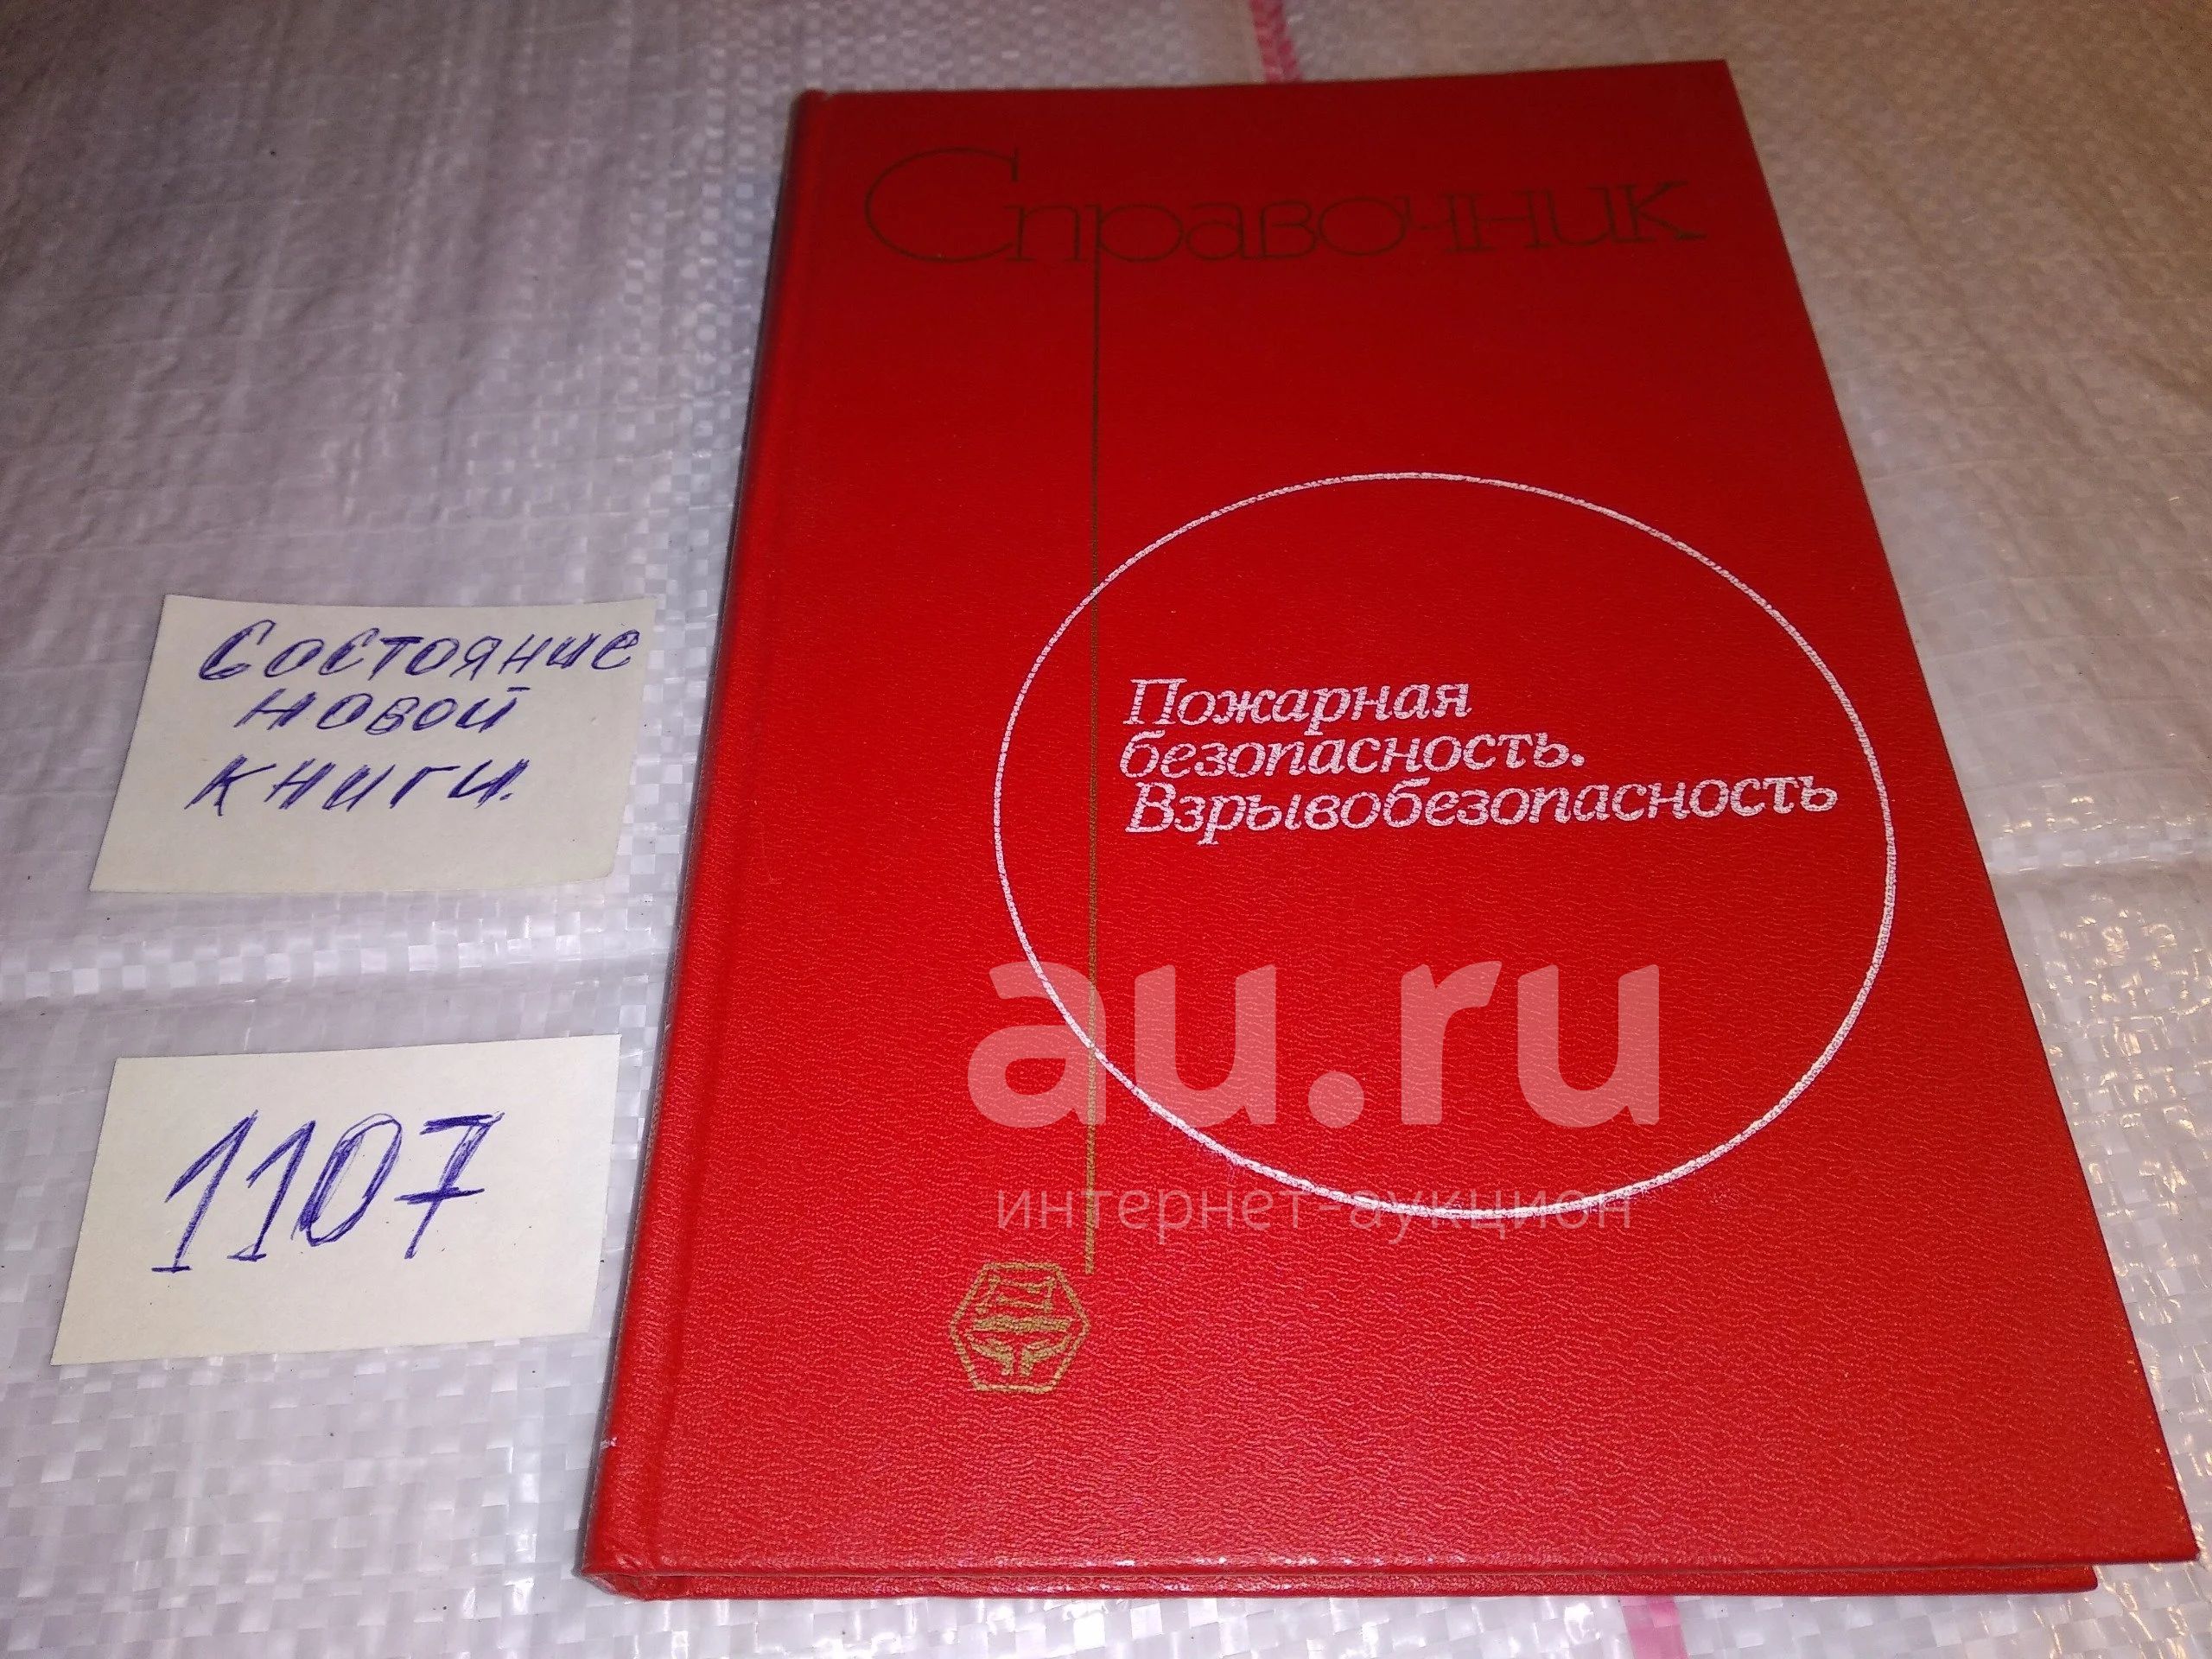 Справочник
Пожарная
безопасность.
Взрывобезопасность
Состояние
новой
книги.
1107
au.ru
интернет-аукцион